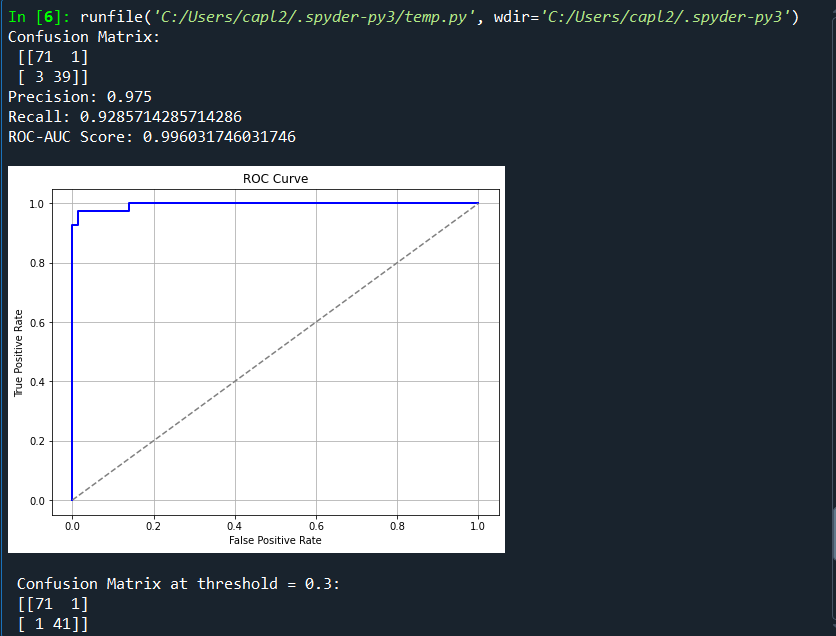 In [6]: runfile('C:/Users/capl2/.spyder-py3/temp.py', wdir='C:/Users/capl2/.spyder-py3')
Confusion Matrix:
[[71  1]
[ 3 39]]
Precision: 0.975
Recall: 0.9285714285714286
ROC-AUC Score: 0.996031746031746
ROC Curve
1.0
0.8
0.6
0.4
0.2
0.0
True Positive Rate
0.0 0.2 0.4 0.6 0.8 1.0
False Positive Rate
Confusion Matrix at threshold = 0.3:
[[71  1]
[ 1 41]]